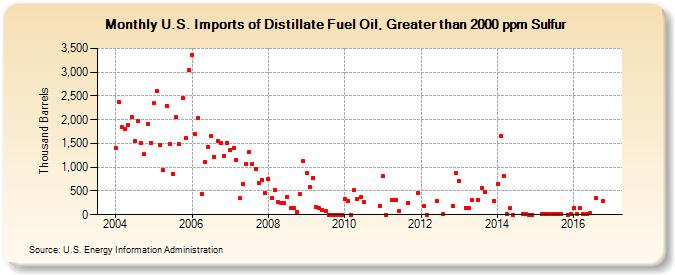 Monthly U.S. Imports of Distillate Fuel Oil, Greater than 2000 ppm Sulfur
Thousand Barrels
3,500
3,000
2,500
2,000
1,500
1,000
500
0
2004 2006 2008 2010 2012 2014 2016
Source: U.S. Energy Information Administration